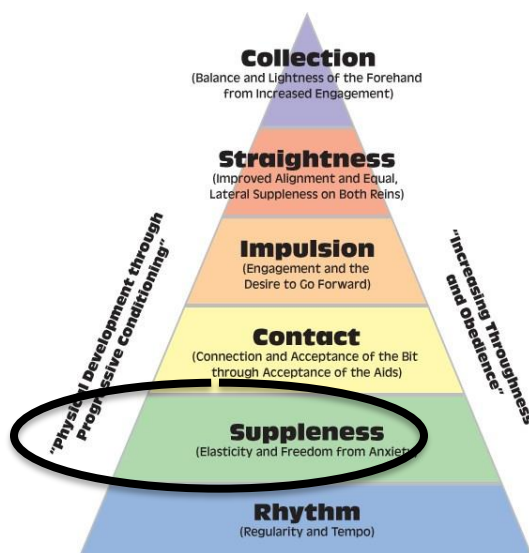 Collection
(Balance and Lightness of the Forehand
from Increased Engagement)
Straightness
(Improved Alignment and Equal,
Lateral Suppleness on Both Reins)
Impulsion
(Engagement and the
Desire to Go Forward)
Contact
(Connection and Acceptance of the Bit
through Acceptance of the Aids)
Suppleness
(Elasticity and Freedom from Anxiety
Rhythm
(Regularity and Tempo)
"Physical Development through
Progressive Conditioning"
"Increasing Throughness
and Obedience"